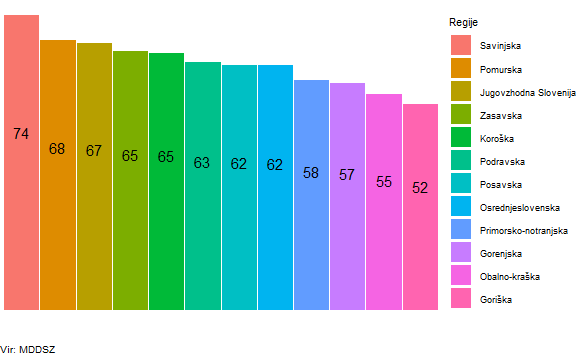 74
68
67
65
65
63
62
62
58
57
55
52
Regije
Savinjska
Pomurska
Jugovzhodna Slovenija
Zasavska
Koroška
Podravska
Posavska
Osrednjeslovenska
Primorsko-notranjska
Gorenjska
Obalno-kraška
Goriška
Vir: MDDSZ